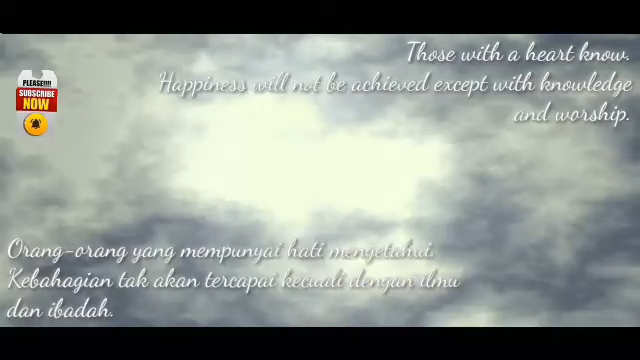 Those with a heart know.
Happiness will not be achieved except with knowledge
and worship.
PLEASE!!!!
SUBSCRIBE
NOW
Orang-orang yang mempunyai hati mengetahui.
Kebahagian tak akan tercapai kecuali dengan ilmu
dan ibadah.